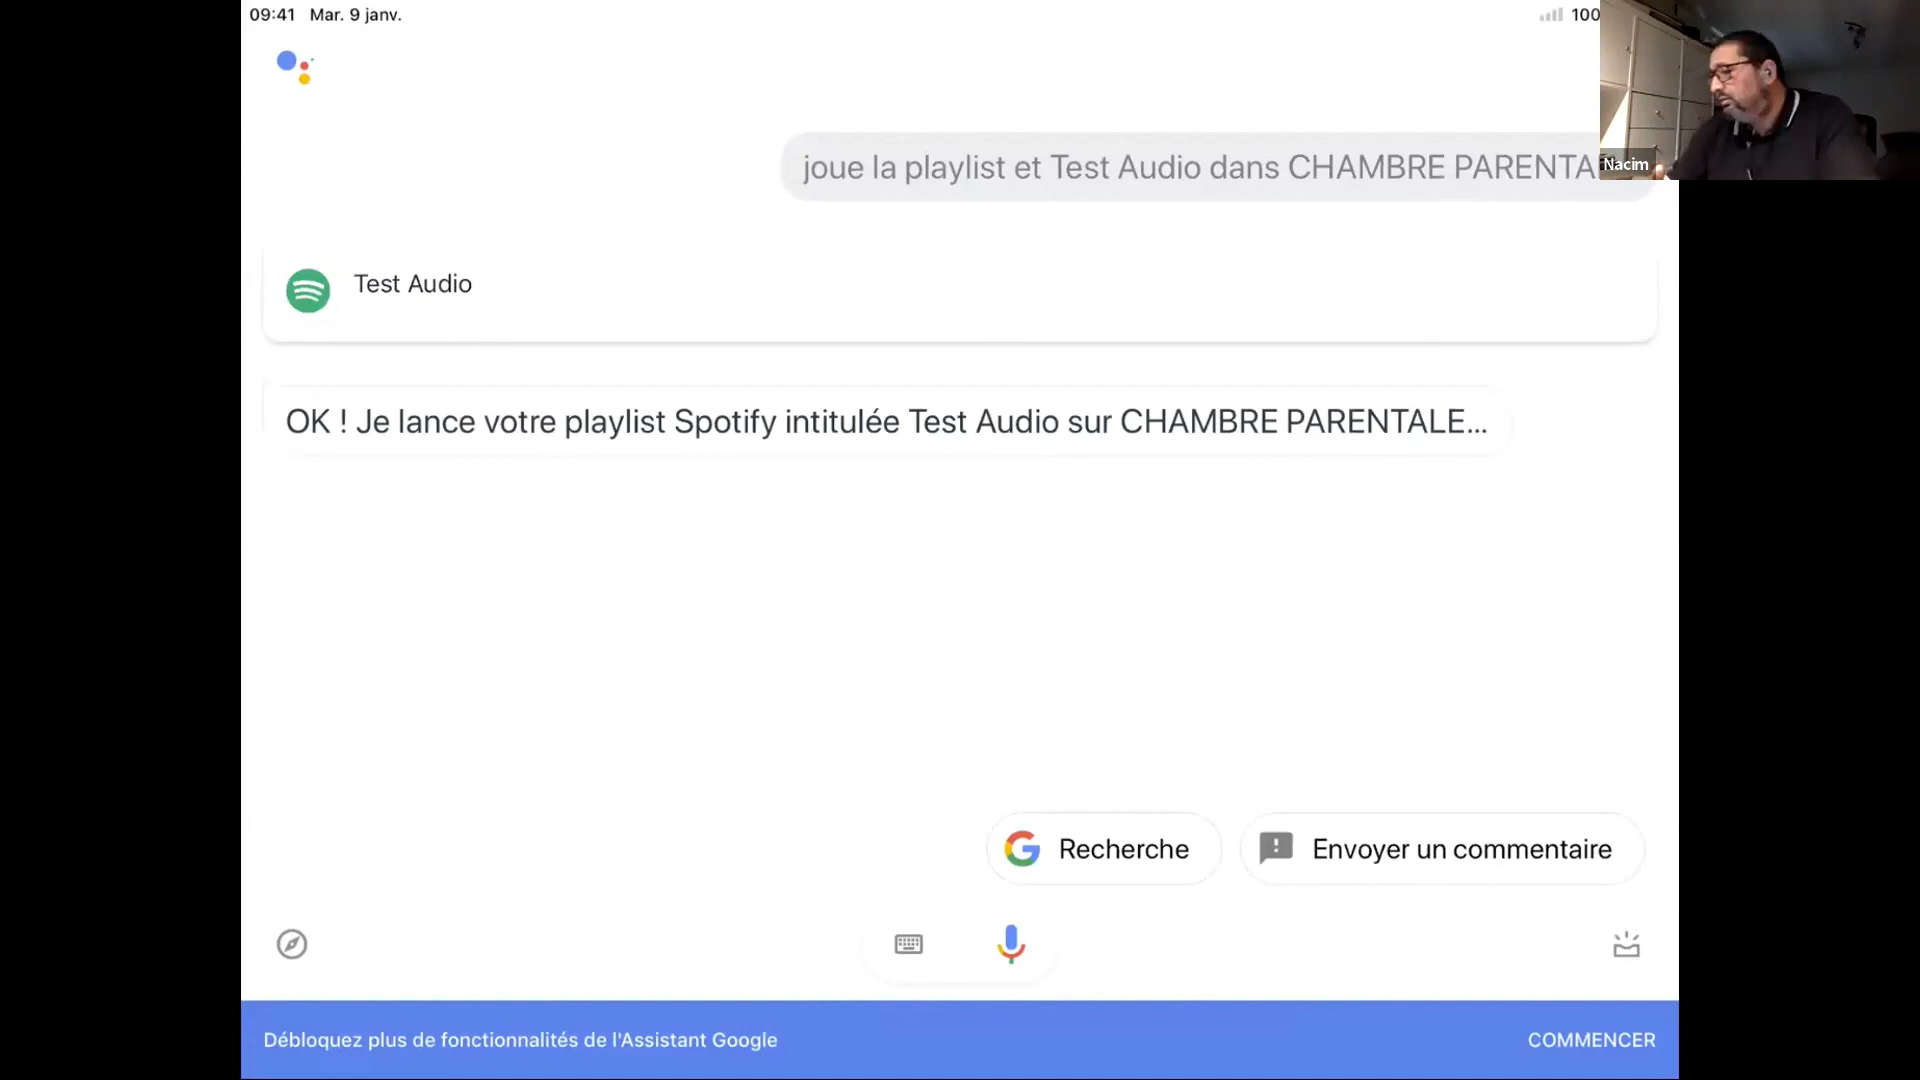 09:41 Mar. 9 janv.
100
Nacim
joue la playlist et Test Audio dans CHAMBRE PARENTA
Test Audio
OK ! Je lance votre playlist Spotify intitulée Test Audio sur CHAMBRE PARENTALE...
Recherche
Envoyer un commentaire
Débloquez plus de fonctionnalités de l'Assistant Google
COMMENCER